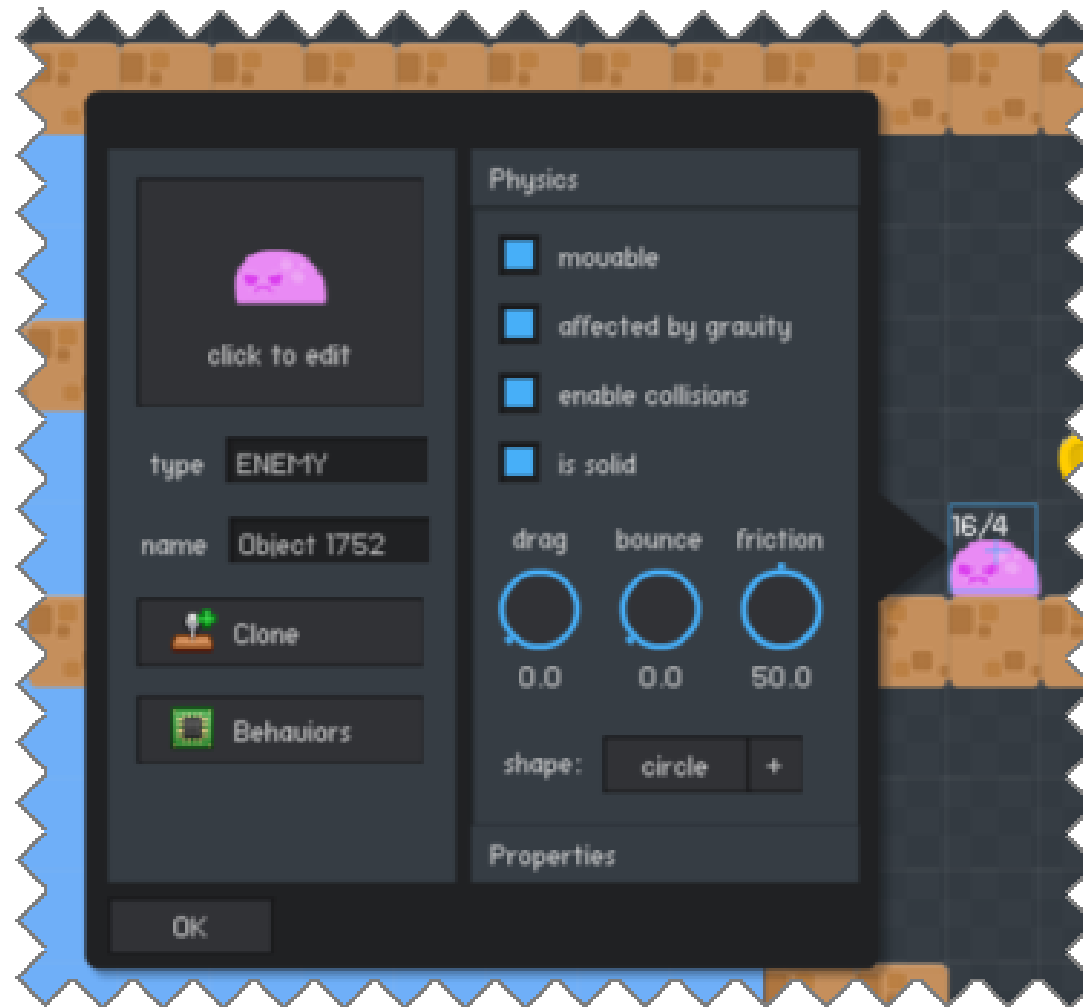 Physics
movable
affected by gravity
click to edit
enable collisions
type ENEMY
is solid
name Object 1752
drag bounce friction
16/4
Clone
0.0 0.0 50.0
Behaviors
shape: circle +
Properties
OK